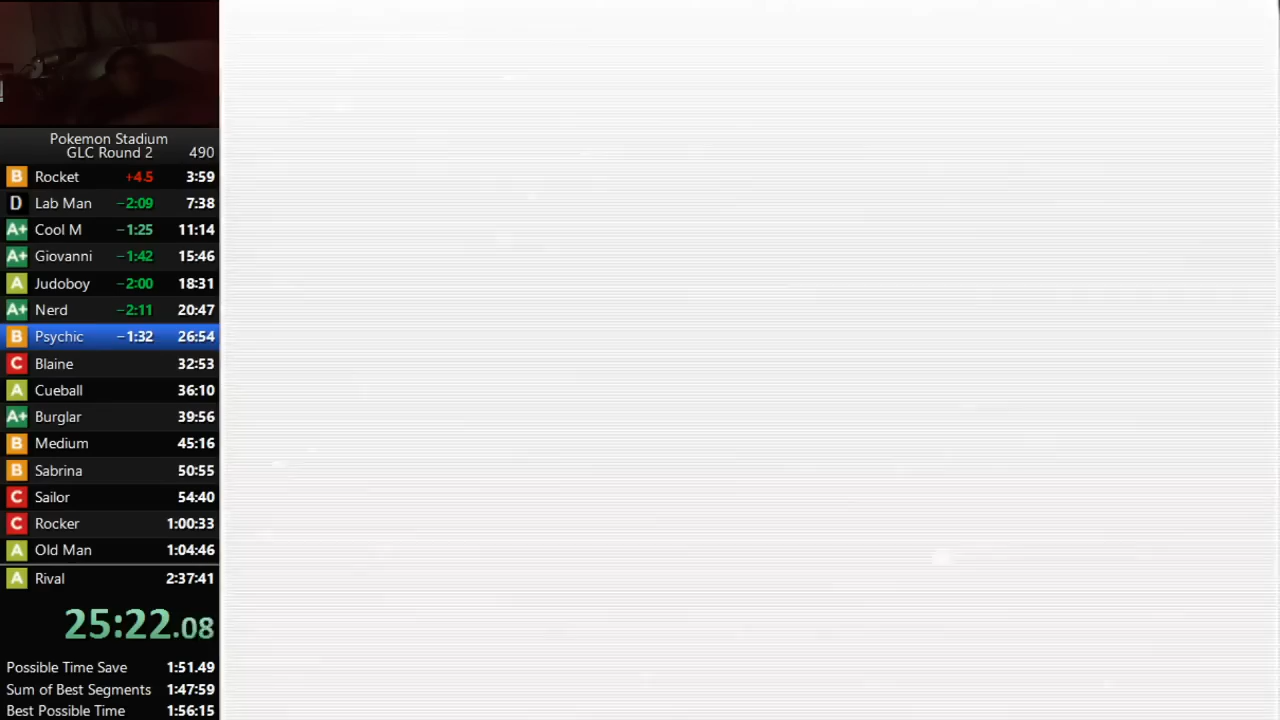 Pokemon Stadium
GLC Round 2 490
B Rocket +4.5 3:59
D Lab Man −2:09 7:38
A+ Cool M −1:25 11:14
A+ Giovanni −1:42 15:46
A Judoboy −2:00 18:31
A+ Nerd −2:11 20:47
B Psychic −1:32 26:54
C Blaine 32:53
A Cueball 36:10
A+ Burglar 39:56
B Medium 45:16
B Sabrina 50:55
C Sailor 54:40
C Rocker 1:00:33
A Old Man 1:04:46
A Rival 2:37:41
25:22.08
Possible Time Save 1:51.49
Sum of Best Segments 1:47:59
Best Possible Time 1:56:15